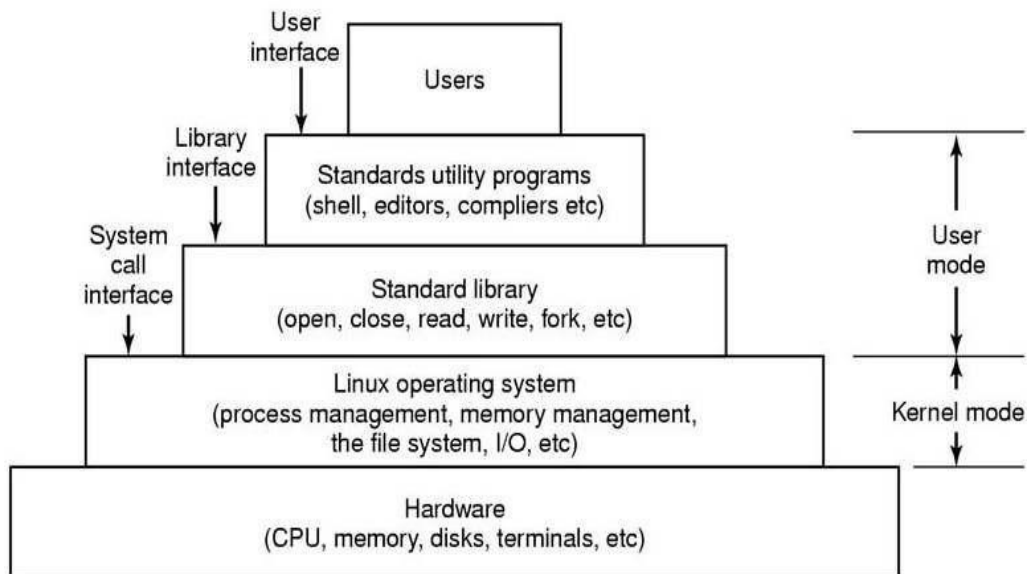 User
interface
Users
Library
interface
Standards utility programs
(shell, editors, compliers etc)
System
call
interface
User
mode
Standard library
(open, close, read, write, fork, etc)
Linux operating system
(process management, memory management,
the file system, I/O, etc)
Kernel mode
Hardware
(CPU, memory, disks, terminals, etc)